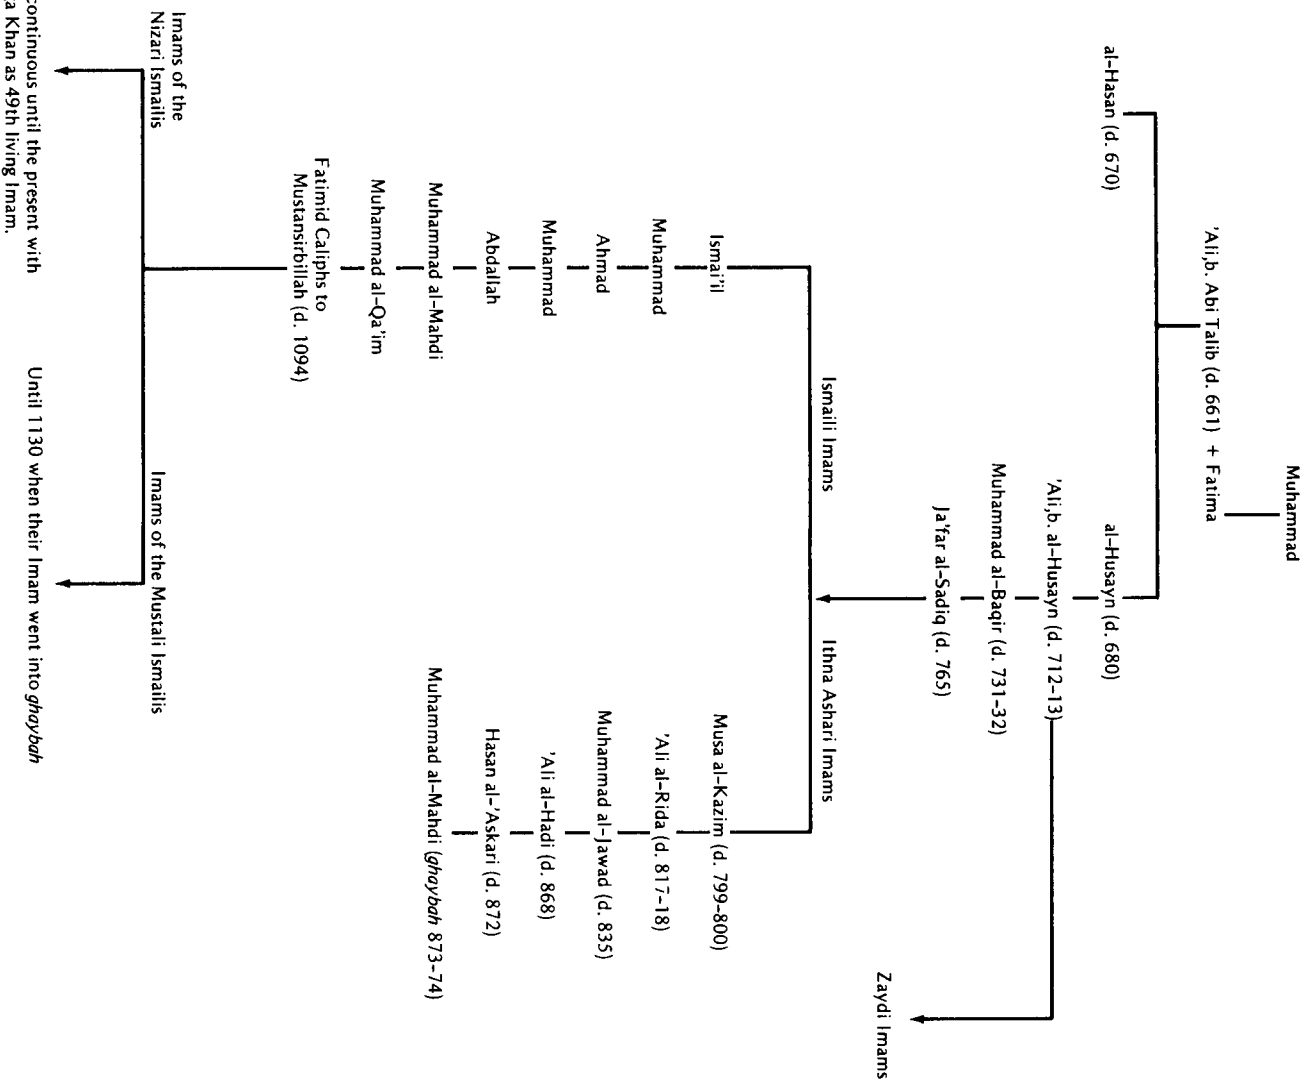 Muhammad
'Ali,b. Abi Talib (d. 661) + Fatima
al-Hasan (d. 670)
al-Husayn (d. 680)
'Ali,b. al-Husayn (d. 712-13)
Muhammad al-Baqir (d. 731-32)
Ja'far al-Sadiq (d. 765)
Zaydi Imams
Ismaili Imams
Ithna Ashari Imams
Ismai'il
Muhammad
Ahmad
Muhammad
Abdallah
Muhammad al-Mahdi
Muhammad al-Qa'im
Fatimid Caliphs to
Mustansirbillah (d. 1094)
Musa al-Kazim (d. 799-800)
'Ali al-Rida (d. 817-18)
Muhammad al-Jawad (d. 835)
'Ali al-Hadi (d. 868)
Hasan al-'Askari (d. 872)
Muhammad al-Mahdi (ghaybah 873-74)
Imams of the
Nizari Ismailis
Imams of the Mustali Ismailis
continuous until the present with
Khan as 49th living Imam.
Until 1130 when their Imam went into ghaybah